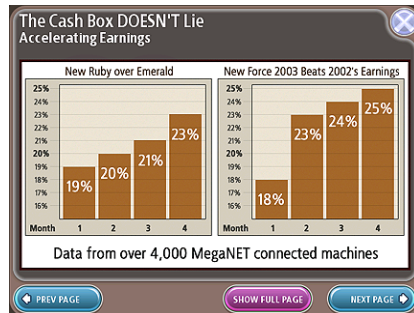 The Cash Box DOESN'T Lie
Accelerating Earnings
New Ruby over Emerald
25%
24%
23%
22%
21%
20%
19%
18%
17%
16%
19%
20%
21%
23%
Month 1 2 3 4
New Force 2003 Beats 2002's Earnings
25%
24%
23%
22%
21%
20%
19%
18%
17%
16%
18%
23%
24%
25%
Month 1 2 3 4
Data from over 4,000 MegaNET connected machines
PREV PAGE
SHOW FULL PAGE
NEXT PAGE